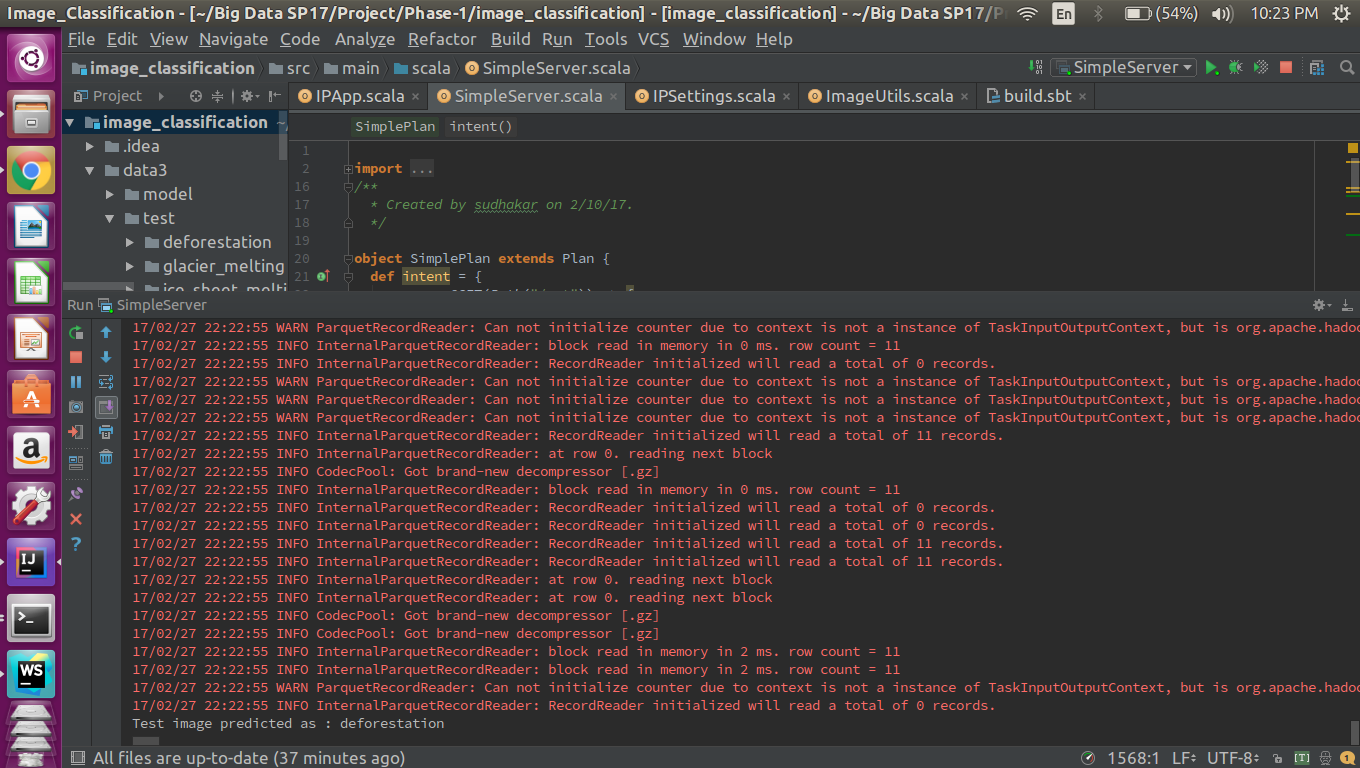 Image_Classification - [~/Big Data SP17/Project/Phase-1/image_classification] - [image_classification] - ~/Big Data SP17/P
En
(54%)
10:23 PM
File Edit View Navigate Code Analyze Refactor Build Run Tools VCS Window Help
image_classification src main scala SimpleServer.scala
SimpleServer
Project
IPApp.scala × SimpleServer.scala × IPSettings.scala × ImageUtils.scala × build.sbt ×
image_classification
.idea
data3
model
test
deforestation
glacier_melting
SimplePlan intent()
1
2 import ...
16 /**
17 * Created by sudhakar on 2/10/17.
18 */
19
20 object SimplePlan extends Plan {
21 def intent = {
Run SimpleServer
17/02/27 22:22:55 WARN ParquetRecordReader: Can not initialize counter due to context is not a instance of TaskInputOutputContext, but is org.apache.hadoo
17/02/27 22:22:55 INFO InternalParquetRecordReader: block read in memory in 0 ms. row count = 11
17/02/27 22:22:55 INFO InternalParquetRecordReader: RecordReader initialized will read a total of 0 records.
17/02/27 22:22:55 WARN ParquetRecordReader: Can not initialize counter due to context is not a instance of TaskInputOutputContext, but is org.apache.hadoo
17/02/27 22:22:55 WARN ParquetRecordReader: Can not initialize counter due to context is not a instance of TaskInputOutputContext, but is org.apache.hadoo
17/02/27 22:22:55 WARN ParquetRecordReader: Can not initialize counter due to context is not a instance of TaskInputOutputContext, but is org.apache.hadoo
17/02/27 22:22:55 INFO InternalParquetRecordReader: RecordReader initialized will read a total of 11 records.
17/02/27 22:22:55 INFO InternalParquetRecordReader: at row 0. reading next block
17/02/27 22:22:55 INFO CodecPool: Got brand-new decompressor [.gz]
17/02/27 22:22:55 INFO InternalParquetRecordReader: block read in memory in 0 ms. row count = 11
17/02/27 22:22:55 INFO InternalParquetRecordReader: RecordReader initialized will read a total of 0 records.
17/02/27 22:22:55 INFO InternalParquetRecordReader: RecordReader initialized will read a total of 0 records.
17/02/27 22:22:55 INFO InternalParquetRecordReader: RecordReader initialized will read a total of 11 records.
17/02/27 22:22:55 INFO InternalParquetRecordReader: RecordReader initialized will read a total of 11 records.
17/02/27 22:22:55 INFO InternalParquetRecordReader: at row 0. reading next block
17/02/27 22:22:55 INFO InternalParquetRecordReader: at row 0. reading next block
17/02/27 22:22:55 INFO CodecPool: Got brand-new decompressor [.gz]
17/02/27 22:22:55 INFO CodecPool: Got brand-new decompressor [.gz]
17/02/27 22:22:55 INFO InternalParquetRecordReader: block read in memory in 2 ms. row count = 11
17/02/27 22:22:55 INFO InternalParquetRecordReader: block read in memory in 2 ms. row count = 11
17/02/27 22:22:55 WARN ParquetRecordReader: Can not initialize counter due to context is not a instance of TaskInputOutputContext, but is org.apache.hadoo
17/02/27 22:22:55 INFO InternalParquetRecordReader: RecordReader initialized will read a total of 0 records.
Test image predicted as : deforestation
All files are up-to-date (37 minutes ago)
1568:1 LF UTF-8
IJ
WS